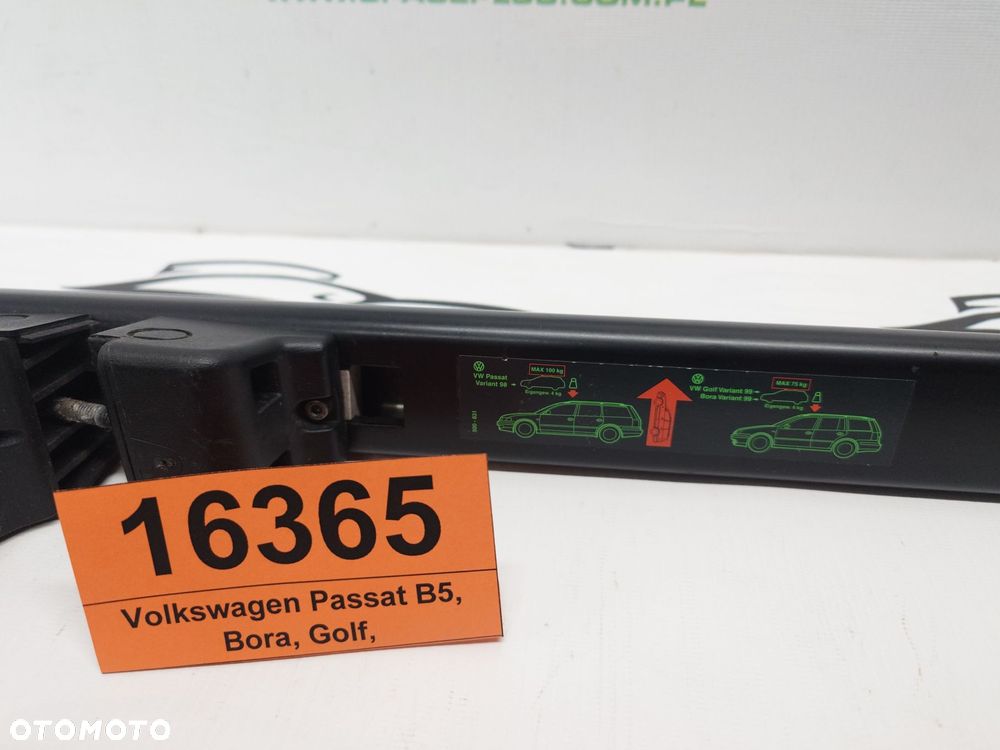 VW Passat
Variant 98
MAX 100 kg
Eigengew. 4 kg
VW Golf Variant 99
Bora Variant 99
MAX 75 kg
Eigengew. 4 kg
16365
Volkswagen Passat B5,
Bora, Golf,
OTOMOTO